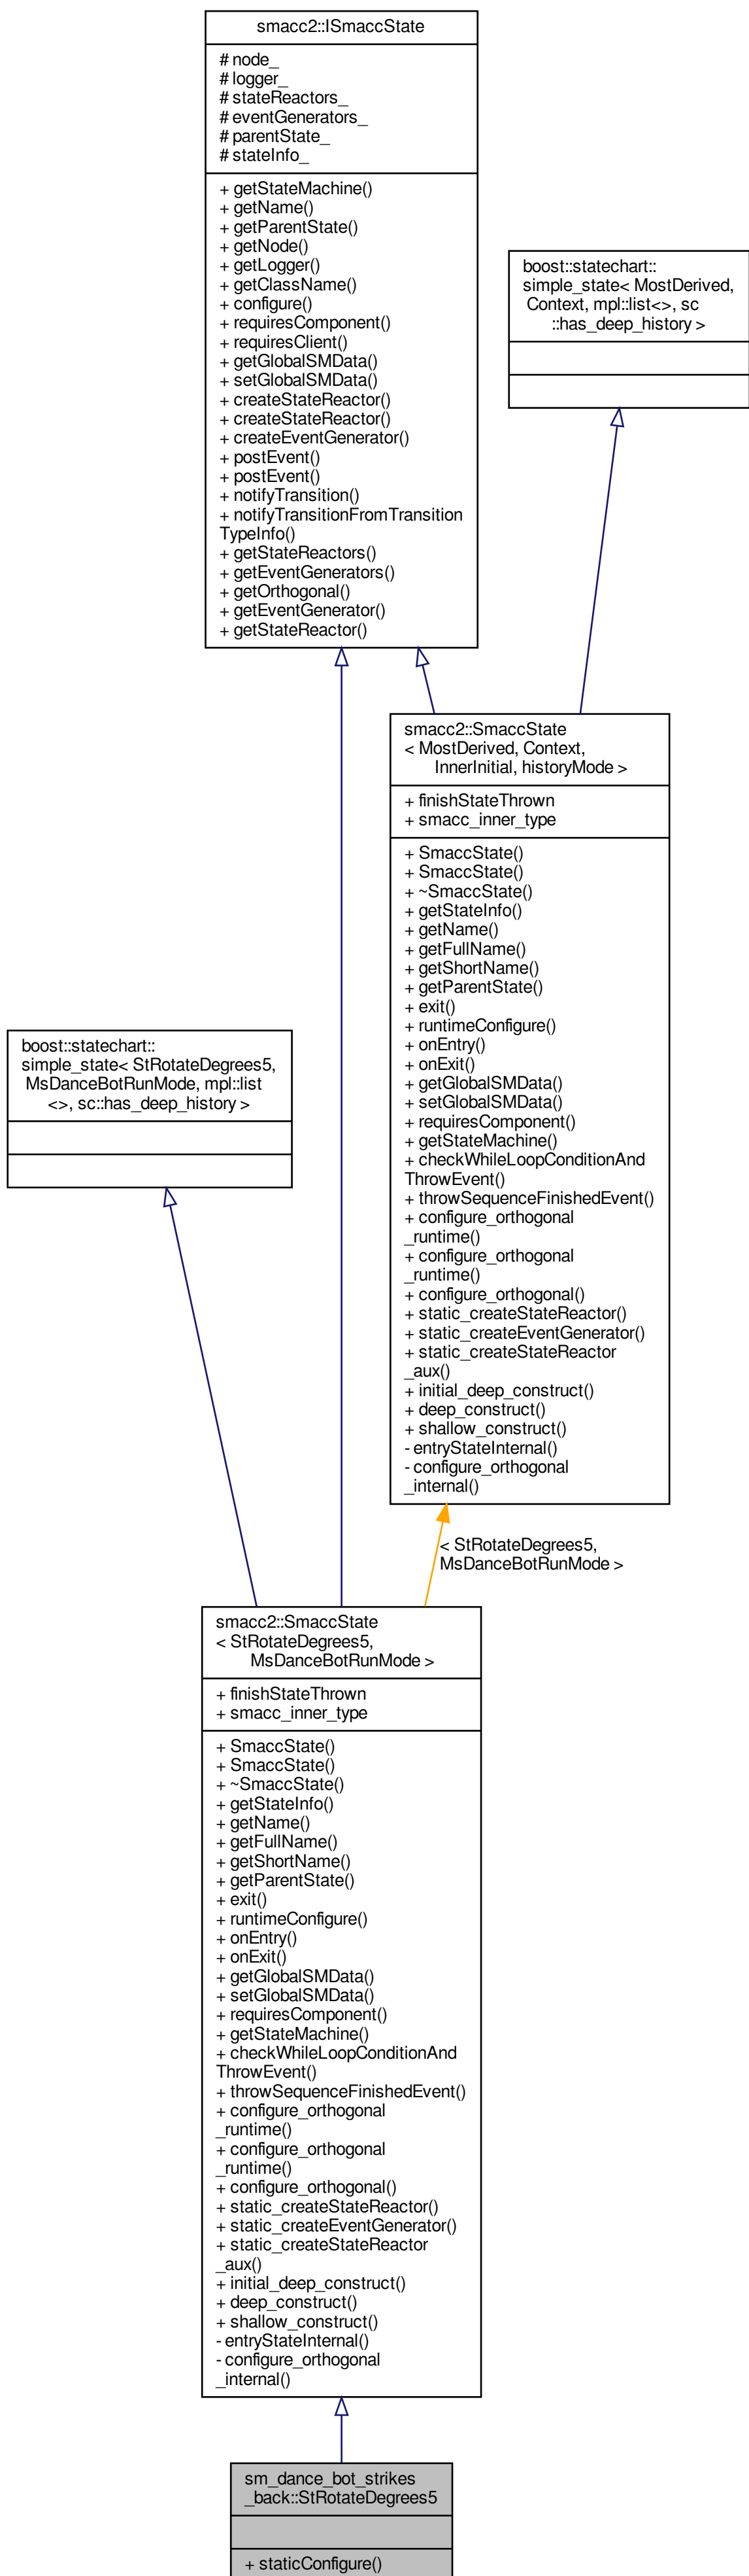 smacc2::ISmaccState
# node_
# logger_
# stateReactors_
# eventGenerators_
# parentState_
# stateInfo_
+ getStateMachine()
+ getName()
+ getParentState()
+ getNode()
+ getLogger()
+ getClassName()
+ configure()
+ requiresComponent()
+ requiresClient()
+ getGlobalSMData()
+ setGlobalSMData()
+ createStateReactor()
+ createStateReactor()
+ createEventGenerator()
+ postEvent()
+ postEvent()
+ notifyTransition()
+ notifyTransitionFromTransition
TypeInfo()
+ getStateReactors()
+ getEventGenerators()
+ getOrthogonal()
+ getEventGenerator()
+ getStateReactor()
boost::statechart::
simple_state< MostDerived,
Context, mpl::list<>, sc
::has_deep_history >
smacc2::SmaccState
< MostDerived, Context,
InnerInitial, historyMode >
+ finishStateThrown
+ smacc_inner_type
+ SmaccState()
+ SmaccState()
+ ~SmaccState()
+ getStateInfo()
+ getName()
+ getFullName()
+ getShortName()
+ getParentState()
+ exit()
+ runtimeConfigure()
+ onEntry()
+ onExit()
+ getGlobalSMData()
+ setGlobalSMData()
+ requiresComponent()
+ getStateMachine()
+ checkWhileLoopConditionAnd
ThrowEvent()
+ throwSequenceFinishedEvent()
+ configure_orthogonal
_runtime()
+ configure_orthogonal
_runtime()
+ configure_orthogonal()
+ static_createStateReactor()
+ static_createEventGenerator()
+ static_createStateReactor
_aux()
+ initial_deep_construct()
+ deep_construct()
+ shallow_construct()
- entryStateInternal()
- configure_orthogonal
_internal()
boost::statechart::
simple_state< StRotateDegrees5,
MsDanceBotRunMode, mpl::list
<>, sc::has_deep_history >
< StRotateDegrees5,
MsDanceBotRunMode >
smacc2::SmaccState
< StRotateDegrees5,
MsDanceBotRunMode >
+ finishStateThrown
+ smacc_inner_type
+ SmaccState()
+ SmaccState()
+ ~SmaccState()
+ getStateInfo()
+ getName()
+ getFullName()
+ getShortName()
+ getParentState()
+ exit()
+ runtimeConfigure()
+ onEntry()
+ onExit()
+ getGlobalSMData()
+ setGlobalSMData()
+ requiresComponent()
+ getStateMachine()
+ checkWhileLoopConditionAnd
ThrowEvent()
+ throwSequenceFinishedEvent()
+ configure_orthogonal
_runtime()
+ configure_orthogonal
_runtime()
+ configure_orthogonal()
+ static_createStateReactor()
+ static_createEventGenerator()
+ static_createStateReactor
_aux()
+ initial_deep_construct()
+ deep_construct()
+ shallow_construct()
- entryStateInternal()
- configure_orthogonal
_internal()
sm_dance_bot_strikes
_back::StRotateDegrees5
+ staticConfigure()